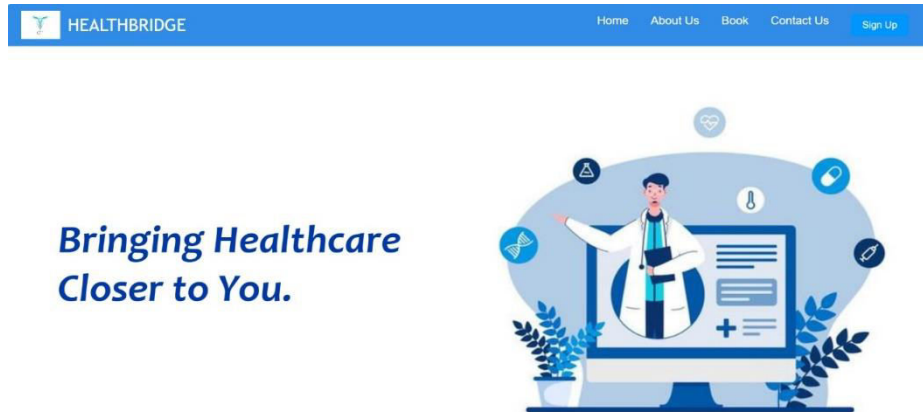 HEALTHBRIDGE
Home About Us Book Contact Us Sign Up
Bringing Healthcare
Closer to You.